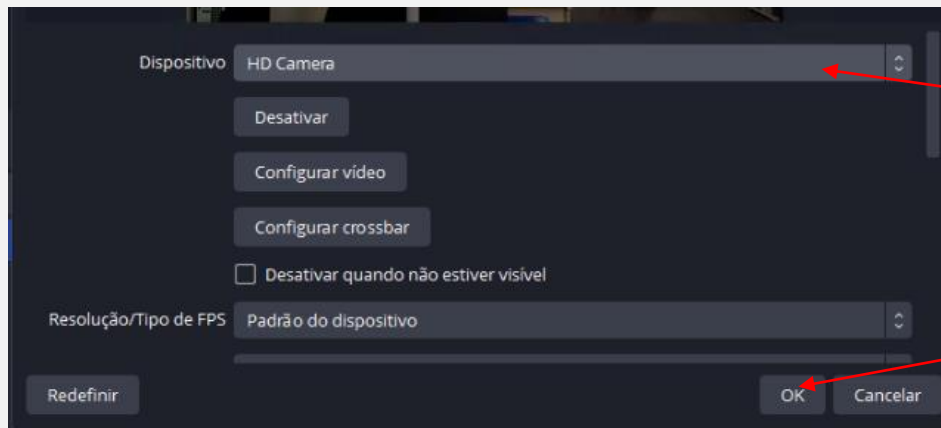 Dispositivo HD Camera
Desativar
Configurar vídeo
Configurar crossbar
Desativar quando não estiver visível
Resolução/Tipo de FPS Padrão do dispositivo
Redefinir OK Cancelar